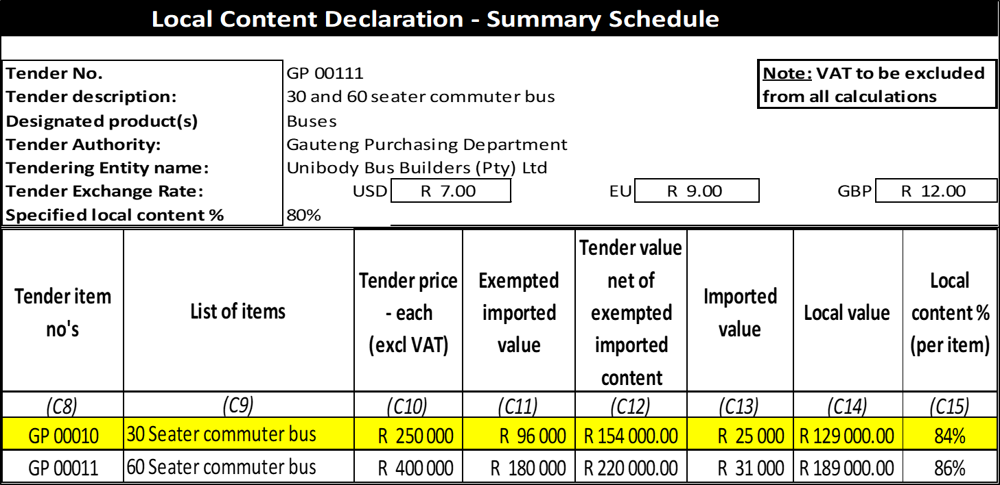 Local Content Declaration - Summary Schedule
Tender No. GP 00111
Note: VAT to be excluded
from all calculations
Tender description: 30 and 60 seater commuter bus
Designated product(s) Buses
Tender Authority: Gauteng Purchasing Department
Tendering Entity name: Unibody Bus Builders (Pty) Ltd
Tender Exchange Rate: USD R 7.00 EU R 9.00 GBP R 12.00
Specified local content % 80%
Tender item
no's
List of items
Tender price
- each
(excl VAT)
Exempted
imported
value
Tender value
net of
exempted
imported
content
Imported
value
Local value
Local
content %
(per item)
(C8) (C9) (C10) (C11) (C12) (C13) (C14) (C15)
GP 00010 30 Seater commuter bus R 250 000 R 96 000 R 154 000.00 R 25 000 R 129 000.00 84%
GP 00011 60 Seater commuter bus R 400 000 R 180 000 R 220 000.00 R 31 000 R 189 000.00 86%